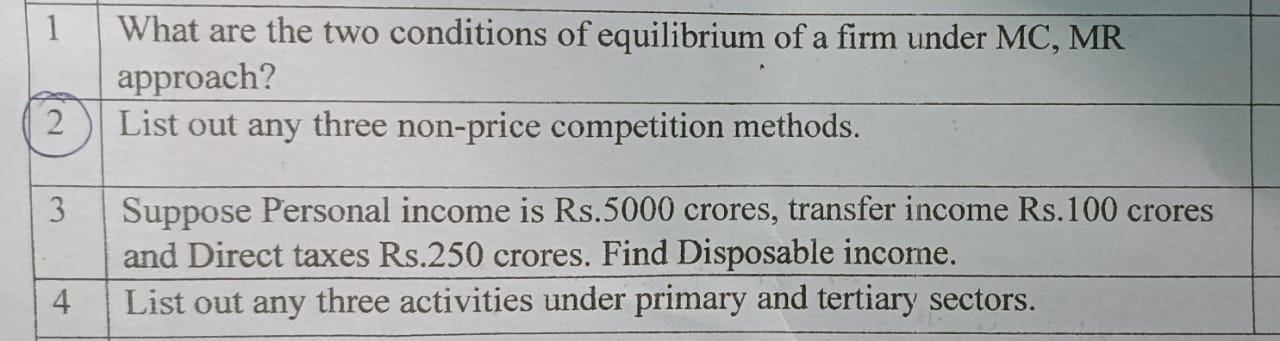 1 What are the two conditions of equilibrium of a firm under MC, MR
approach?
2 List out any three non-price competition methods.
3 Suppose Personal income is Rs.5000 crores, transfer income Rs.100 crores
and Direct taxes Rs.250 crores. Find Disposable income.
4 List out any three activities under primary and tertiary sectors.